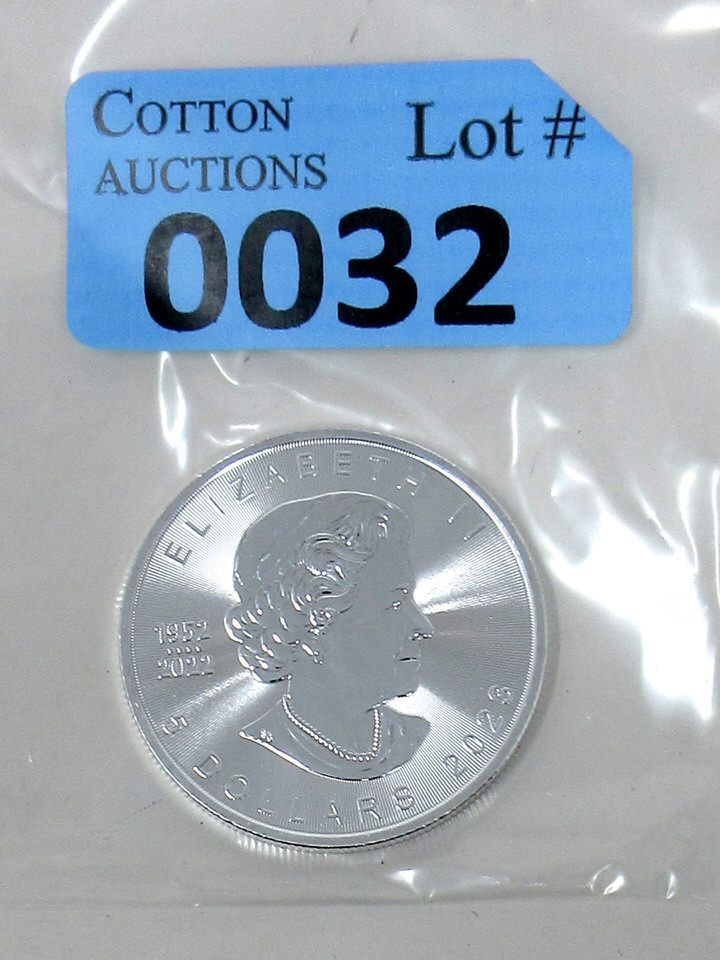 COTTON
AUCTIONS
Lot #
0032
ELIZABETH II
1952
2022
5 DOLLARS 2023